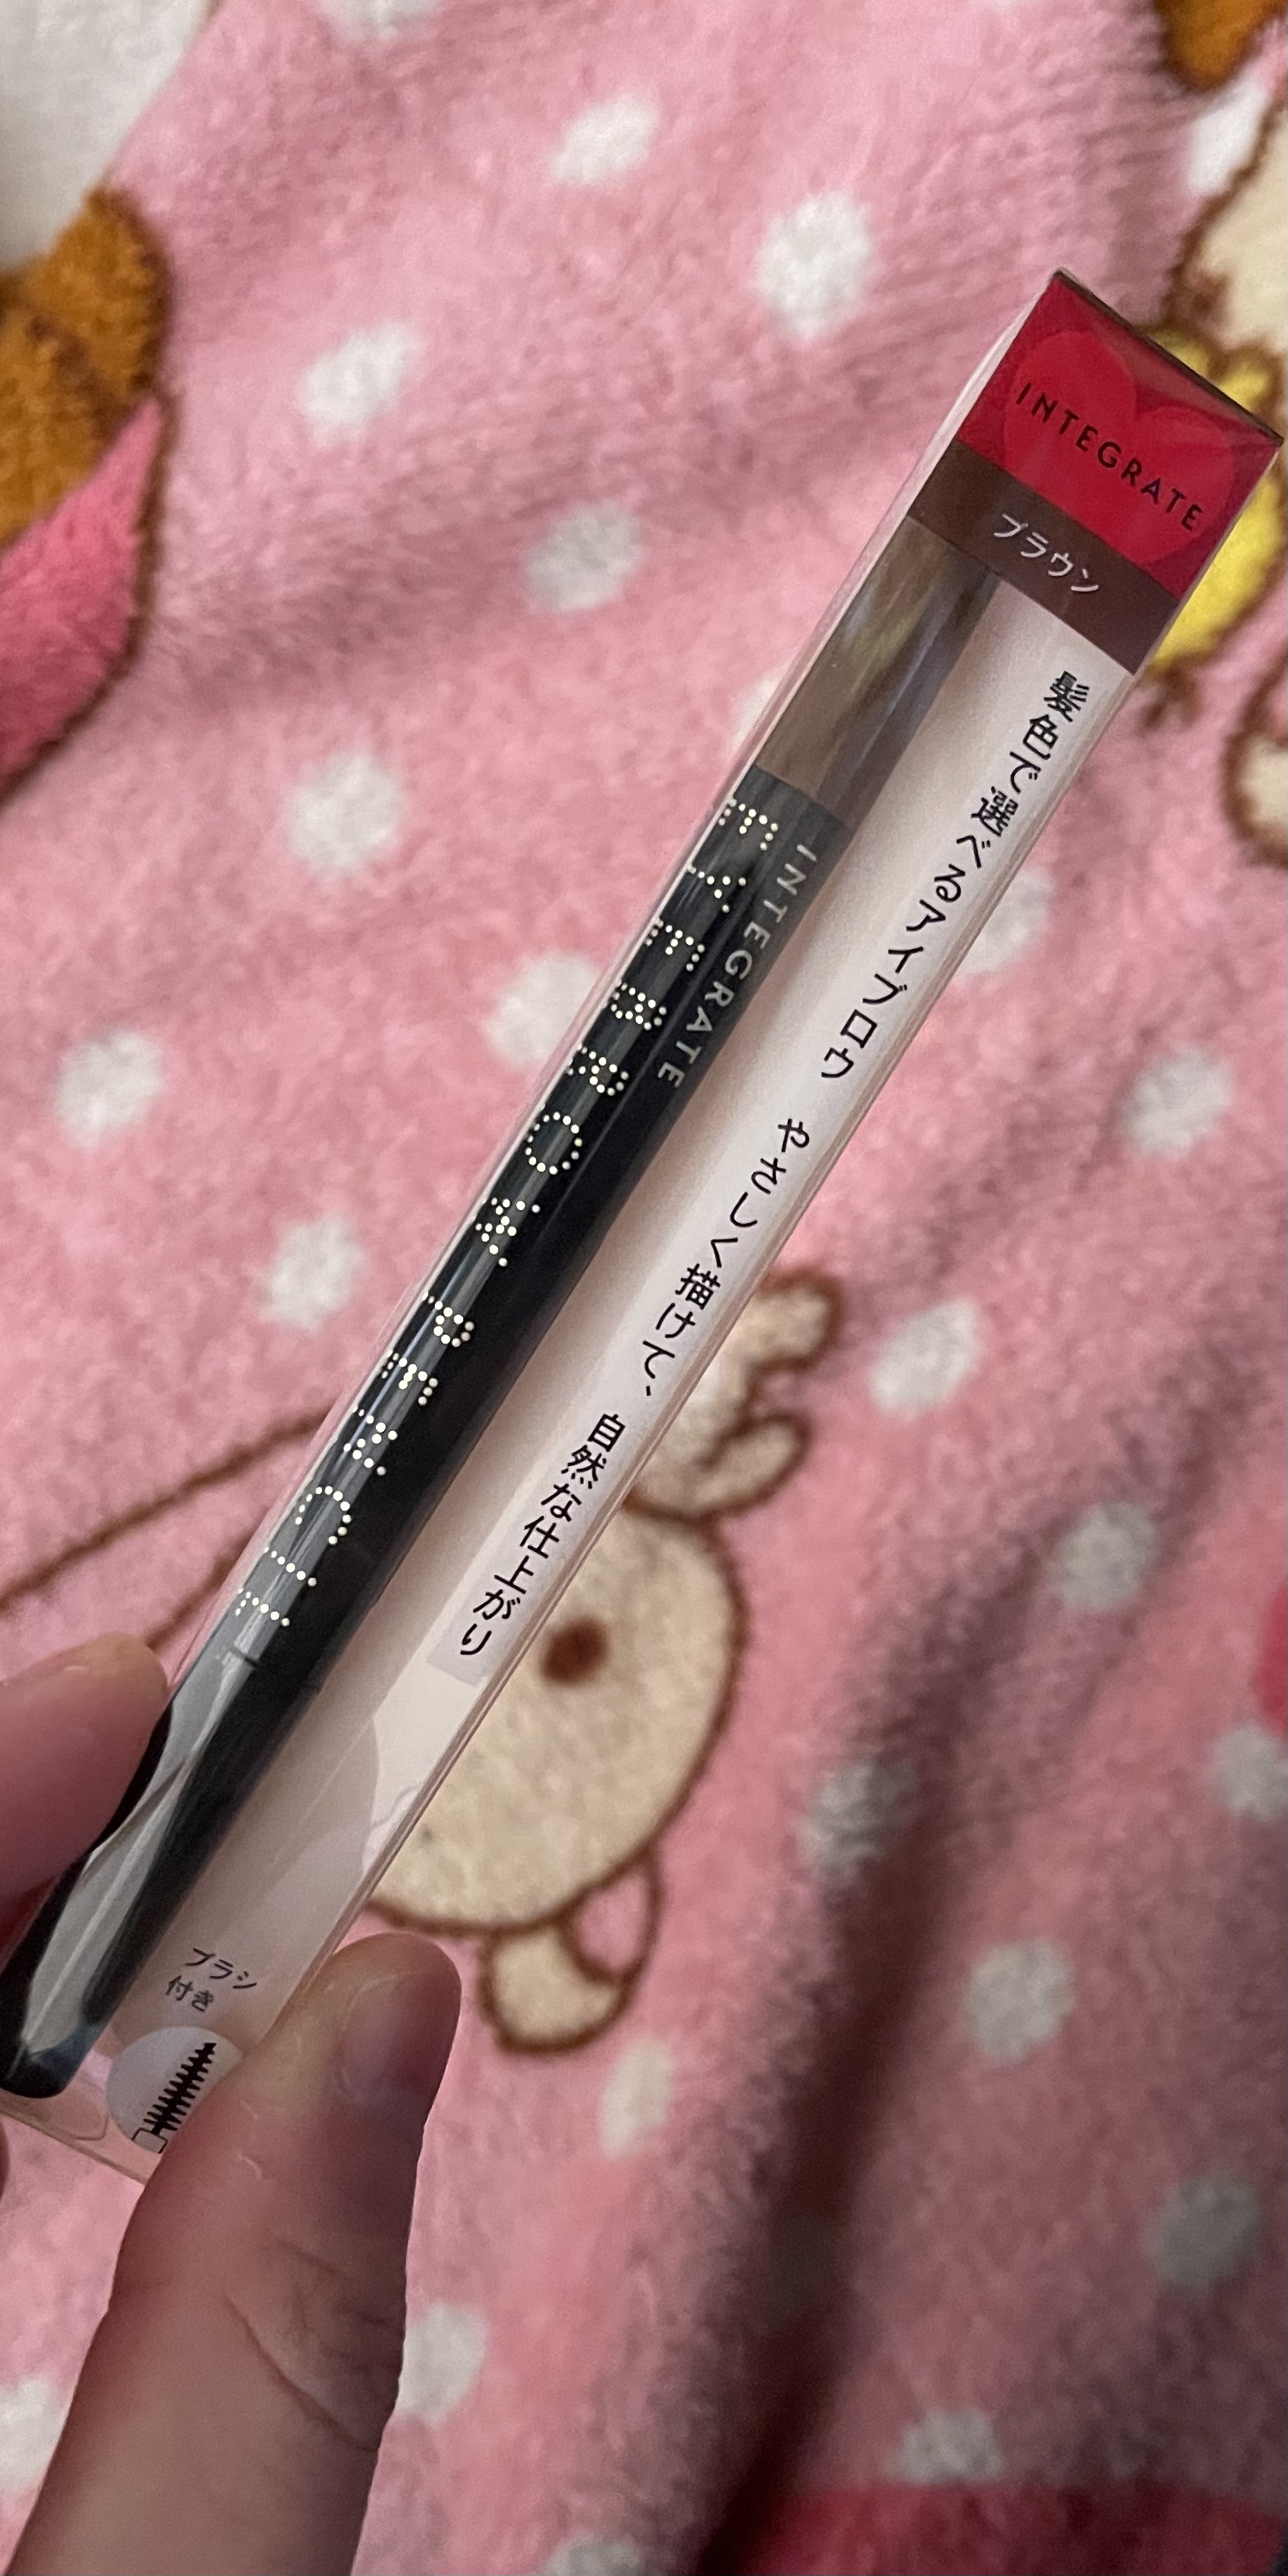 INTEGRATE
ブラウン
髪色で選べるアイブロウ やさしく描けて、自然な仕上がり
INTEGRATE
EYEBROW PENCIL
ブラシ
付き